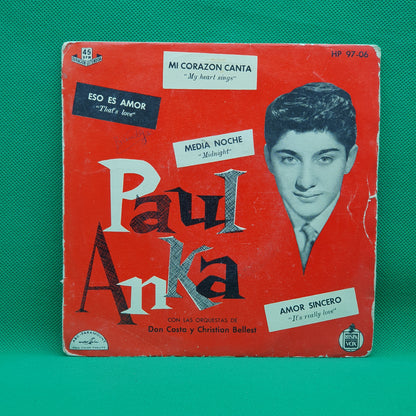 45
HP 97-06
MI CORAZON CANTA
"My heart sings"
ESO ES AMOR
"That's love"
MEDIA NOCHE
"Midnight"
Paul
Anka
CON LAS ORQUESTAS DE
Don Costa y Christian Bellest
AMOR SINCERO
"It's really love"
VOX